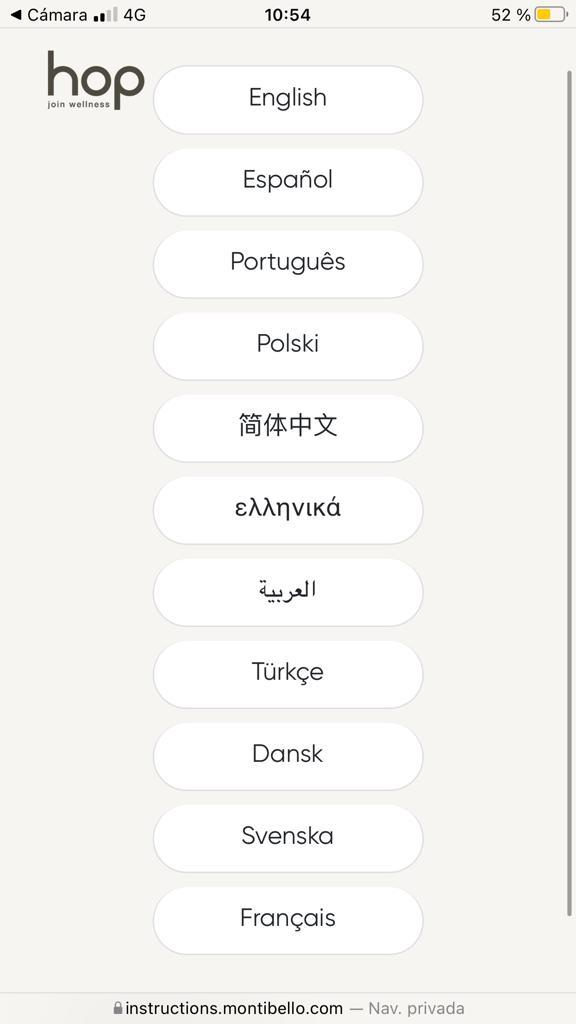 ◀ Cámara 4G 10:54 52 %
hop
join wellness
English
Español
Português
Polski
简体中文
ελληνικά
العربية
Türkçe
Dansk
Svenska
Français
instructions.montibello.com — Nav. privada